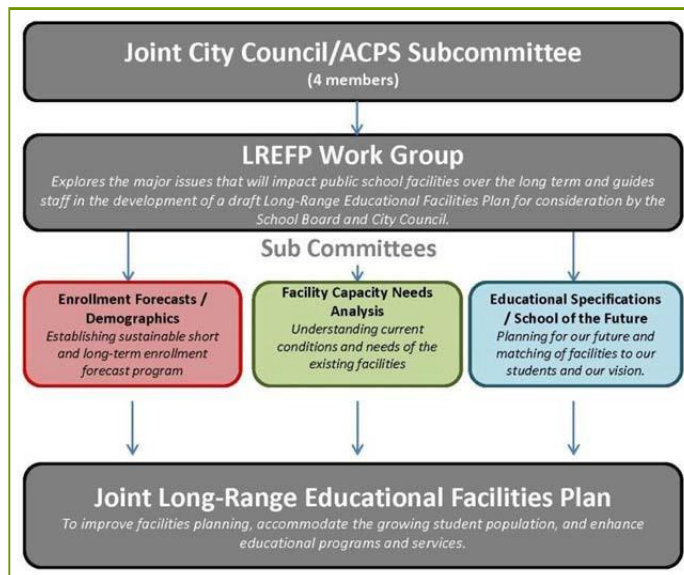 Joint City Council/ACPS Subcommittee
(4 members)
LREFP Work Group
Explores the major issues that will impact public school facilities over the long term and guides
staff in the development of a draft Long-Range Educational Facilities Plan for consideration by the
School Board and City Council.
Sub Committees
Enrollment Forecasts /
Demographics
Establishing sustainable short
and long-term enrollment
forecast program
Facility Capacity Needs
Analysis
Understanding current
conditions and needs of the
existing facilities
Educational Specifications
/ School of the Future
Planning for our future and
matching of facilities to our
students and our vision.
Joint Long-Range Educational Facilities Plan
To improve facilities planning, accommodate the growing student population, and enhance
educational programs and services.